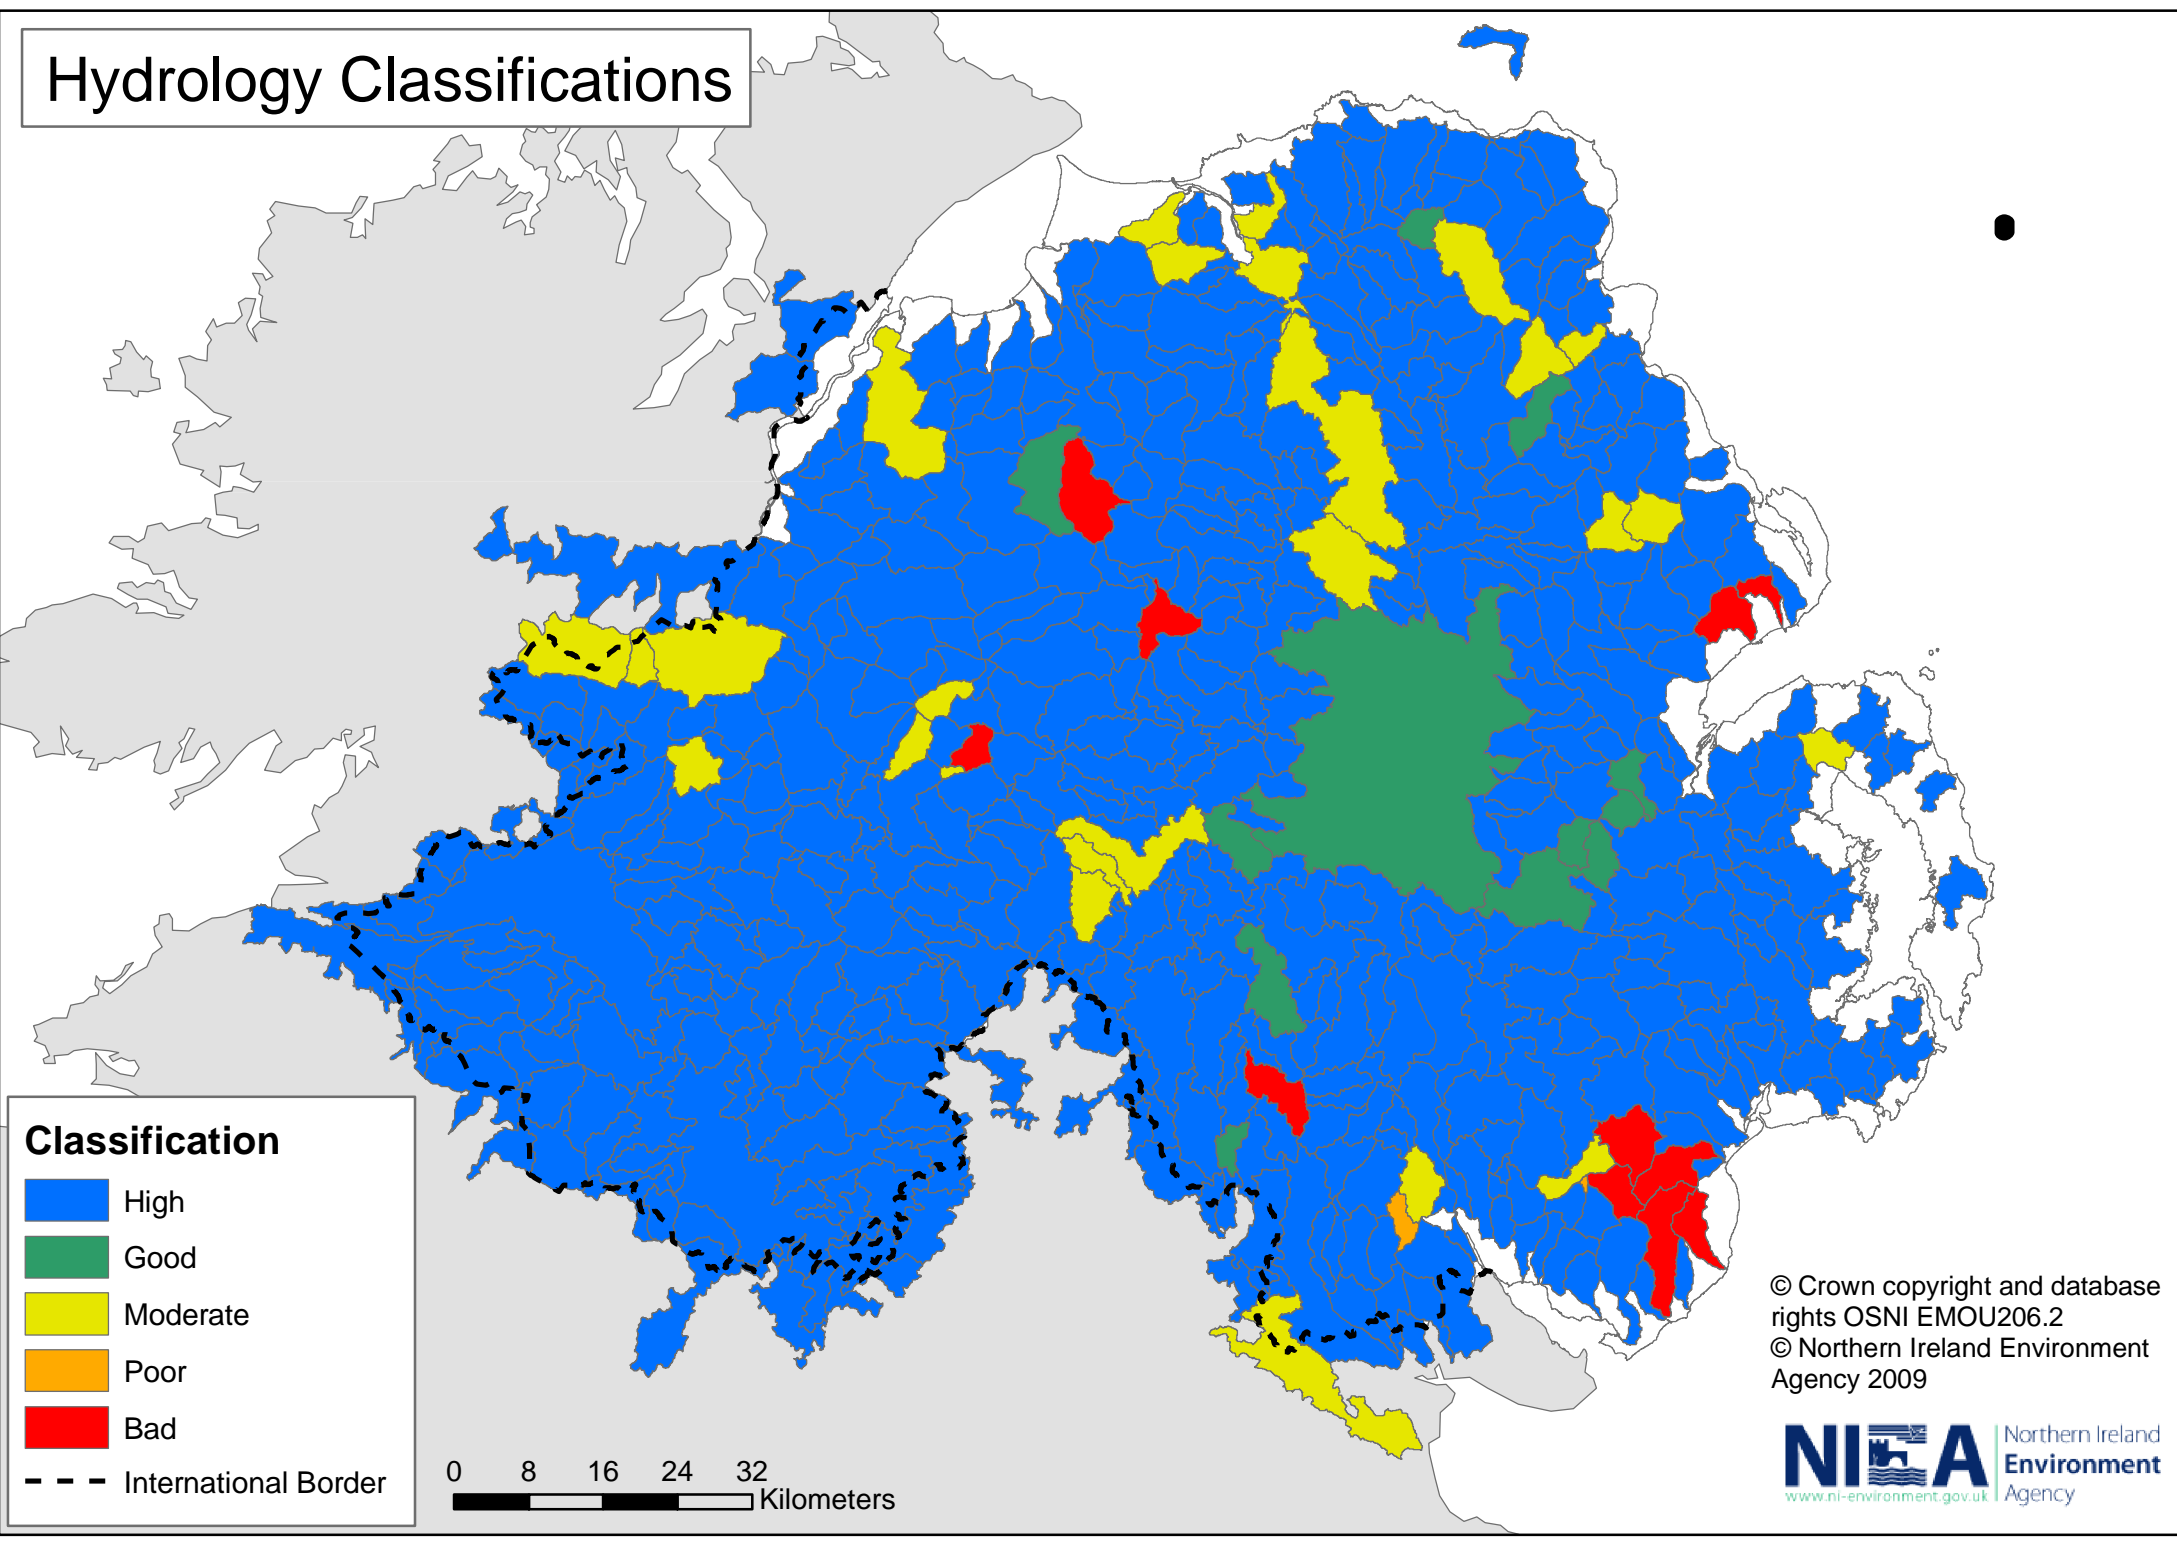 Hydrology Classifications
Classification
High
Good
Moderate
Poor
Bad
International Border
0 8 16 24 32
Kilometers
© Crown copyright and database
rights OSNI EMOU206.2
© Northern Ireland Environment
Agency 2009
NIEA
Northern Ireland
Environment
Agency
www.ni-environment.gov.uk